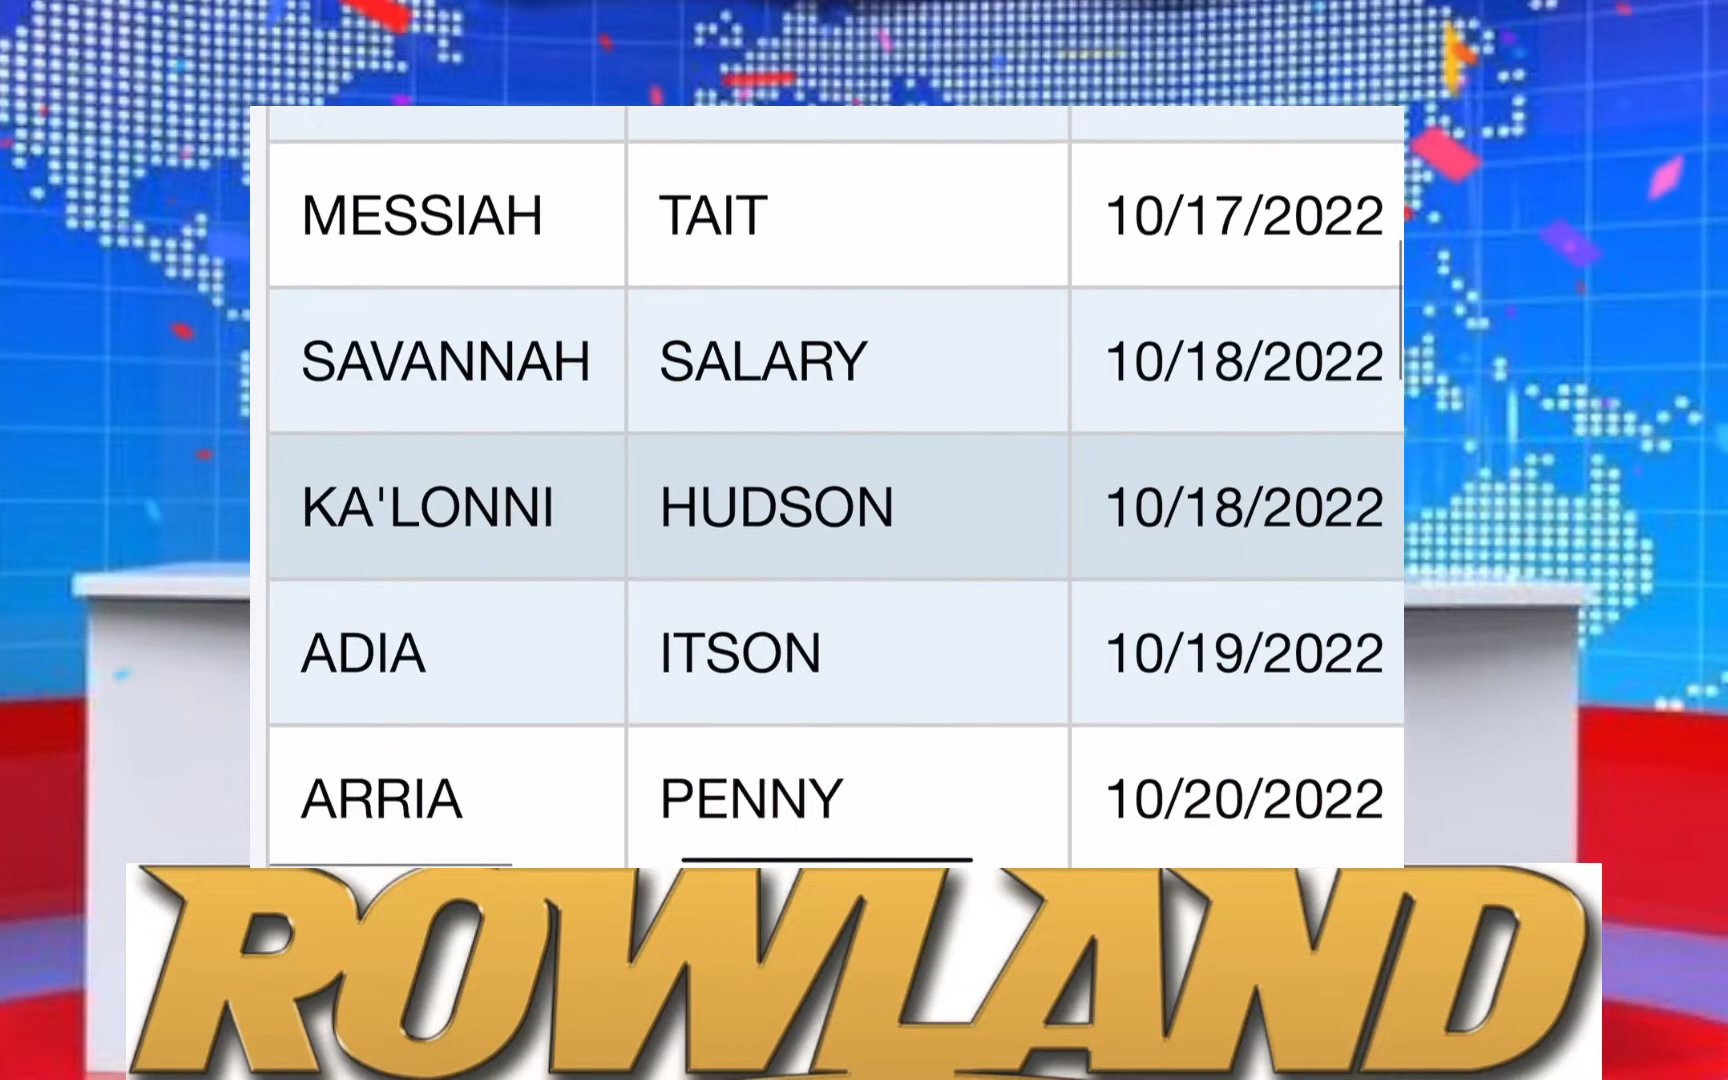 MESSIAH TAIT 10/17/2022
SAVANNAH SALARY 10/18/2022
KA'LONNI HUDSON 10/18/2022
ADIA ITSON 10/19/2022
ARRIA PENNY 10/20/2022
ROWLAND